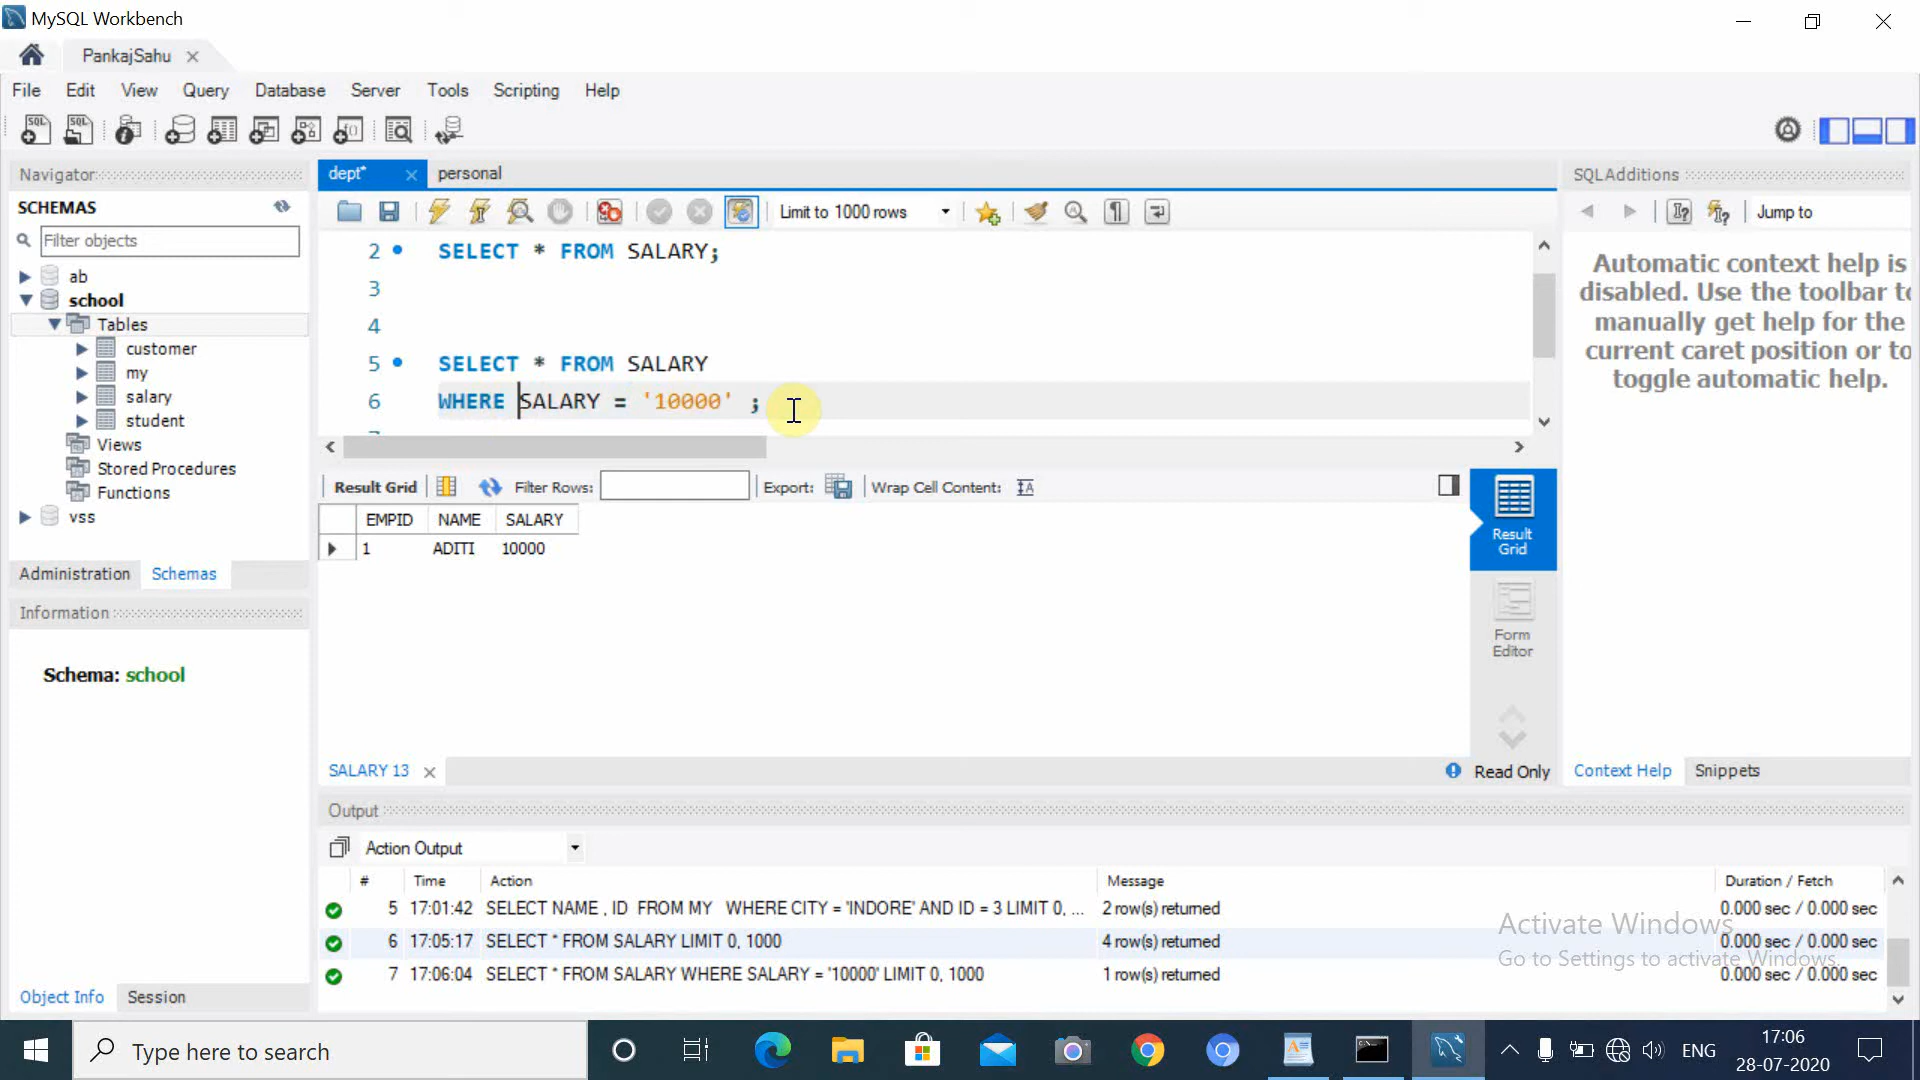 MySQL Workbench
PankajSahu
File Edit View Query Database Server Tools Scripting Help
Navigator
SCHEMAS
Filter objects
ab
school
Tables
customer
my
salary
student
Views
Stored Procedures
Functions
vss
Administration Schemas
Information
Schema: school
Object Info Session
dept* personal
Limit to 1000 rows
2 SELECT * FROM SALARY;
3
4
5 SELECT * FROM SALARY
6 WHERE SALARY = '10000' ;
Result Grid Filter Rows: Export: Wrap Cell Content:
EMPID NAME SALARY
1 ADITI 10000
Result Grid
Form Editor
SALARY 13
Read Only
SQLAdditions
Jump to
Automatic context help is
disabled. Use the toolbar to
manually get help for the
current caret position or to
toggle automatic help.
Context Help Snippets
Output
Action Output
# Time Action Message Duration / Fetch
5 17:01:42 SELECT NAME , ID FROM MY WHERE CITY = 'INDORE' AND ID = 3 LIMIT 0, ... 2 row(s) returned 0.000 sec / 0.000 sec
6 17:05:17 SELECT * FROM SALARY LIMIT 0, 1000 4 row(s) returned 0.000 sec / 0.000 sec
7 17:06:04 SELECT * FROM SALARY WHERE SALARY = '10000' LIMIT 0, 1000 1 row(s) returned 0.000 sec / 0.000 sec
Activate Windows
Go to Settings to activate Windows.
Type here to search
ENG
17:06
28-07-2020